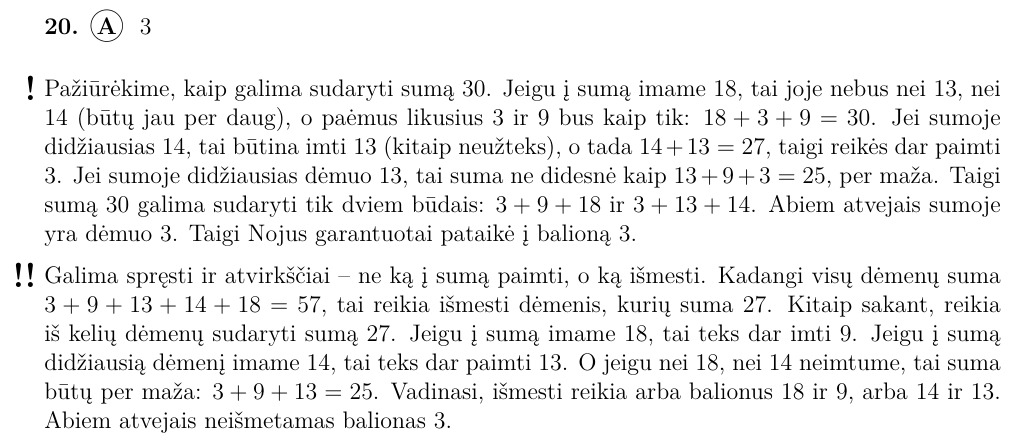 20. Ⓐ 3
! Pažiūrėkime, kaip galima sudaryti sumą 30. Jeigu į sumą imame 18, tai joje nebus nei 13, nei
14 (būtų jau per daug), o paėmus likusius 3 ir 9 bus kaip tik: 18 + 3 + 9 = 30. Jei sumoje
didžiausias 14, tai būtina imti 13 (kitaip neužteks), o tada 14 + 13 = 27, taigi reikės dar paimti
3. Jei sumoje didžiausias dėmuo 13, tai suma ne didesnė kaip 13 + 9 + 3 = 25, per maža. Taigi
sumą 30 galima sudaryti tik dviem būdais: 3 + 9 + 18 ir 3 + 13 + 14. Abiem atvejais sumoje
yra dėmuo 3. Taigi Nojus garantuotai pataikė į balioną 3.
!! Galima spręsti ir atvirkščiai – ne ką į sumą paimti, o ką išmesti. Kadangi visų dėmenų suma
3 + 9 + 13 + 14 + 18 = 57, tai reikia išmesti dėmenis, kurių suma 27. Kitaip sakant, reikia
iš kelių dėmenų sudaryti sumą 27. Jeigu į sumą imame 18, tai teks dar imti 9. Jeigu į sumą
didžiausią dėmenį imame 14, tai teks dar paimti 13. O jeigu nei 18, nei 14 neimtume, tai suma
būtų per maža: 3 + 9 + 13 = 25. Vadinasi, išmesti reikia arba balionus 18 ir 9, arba 14 ir 13.
Abiem atvejais neišmetamas balionas 3.